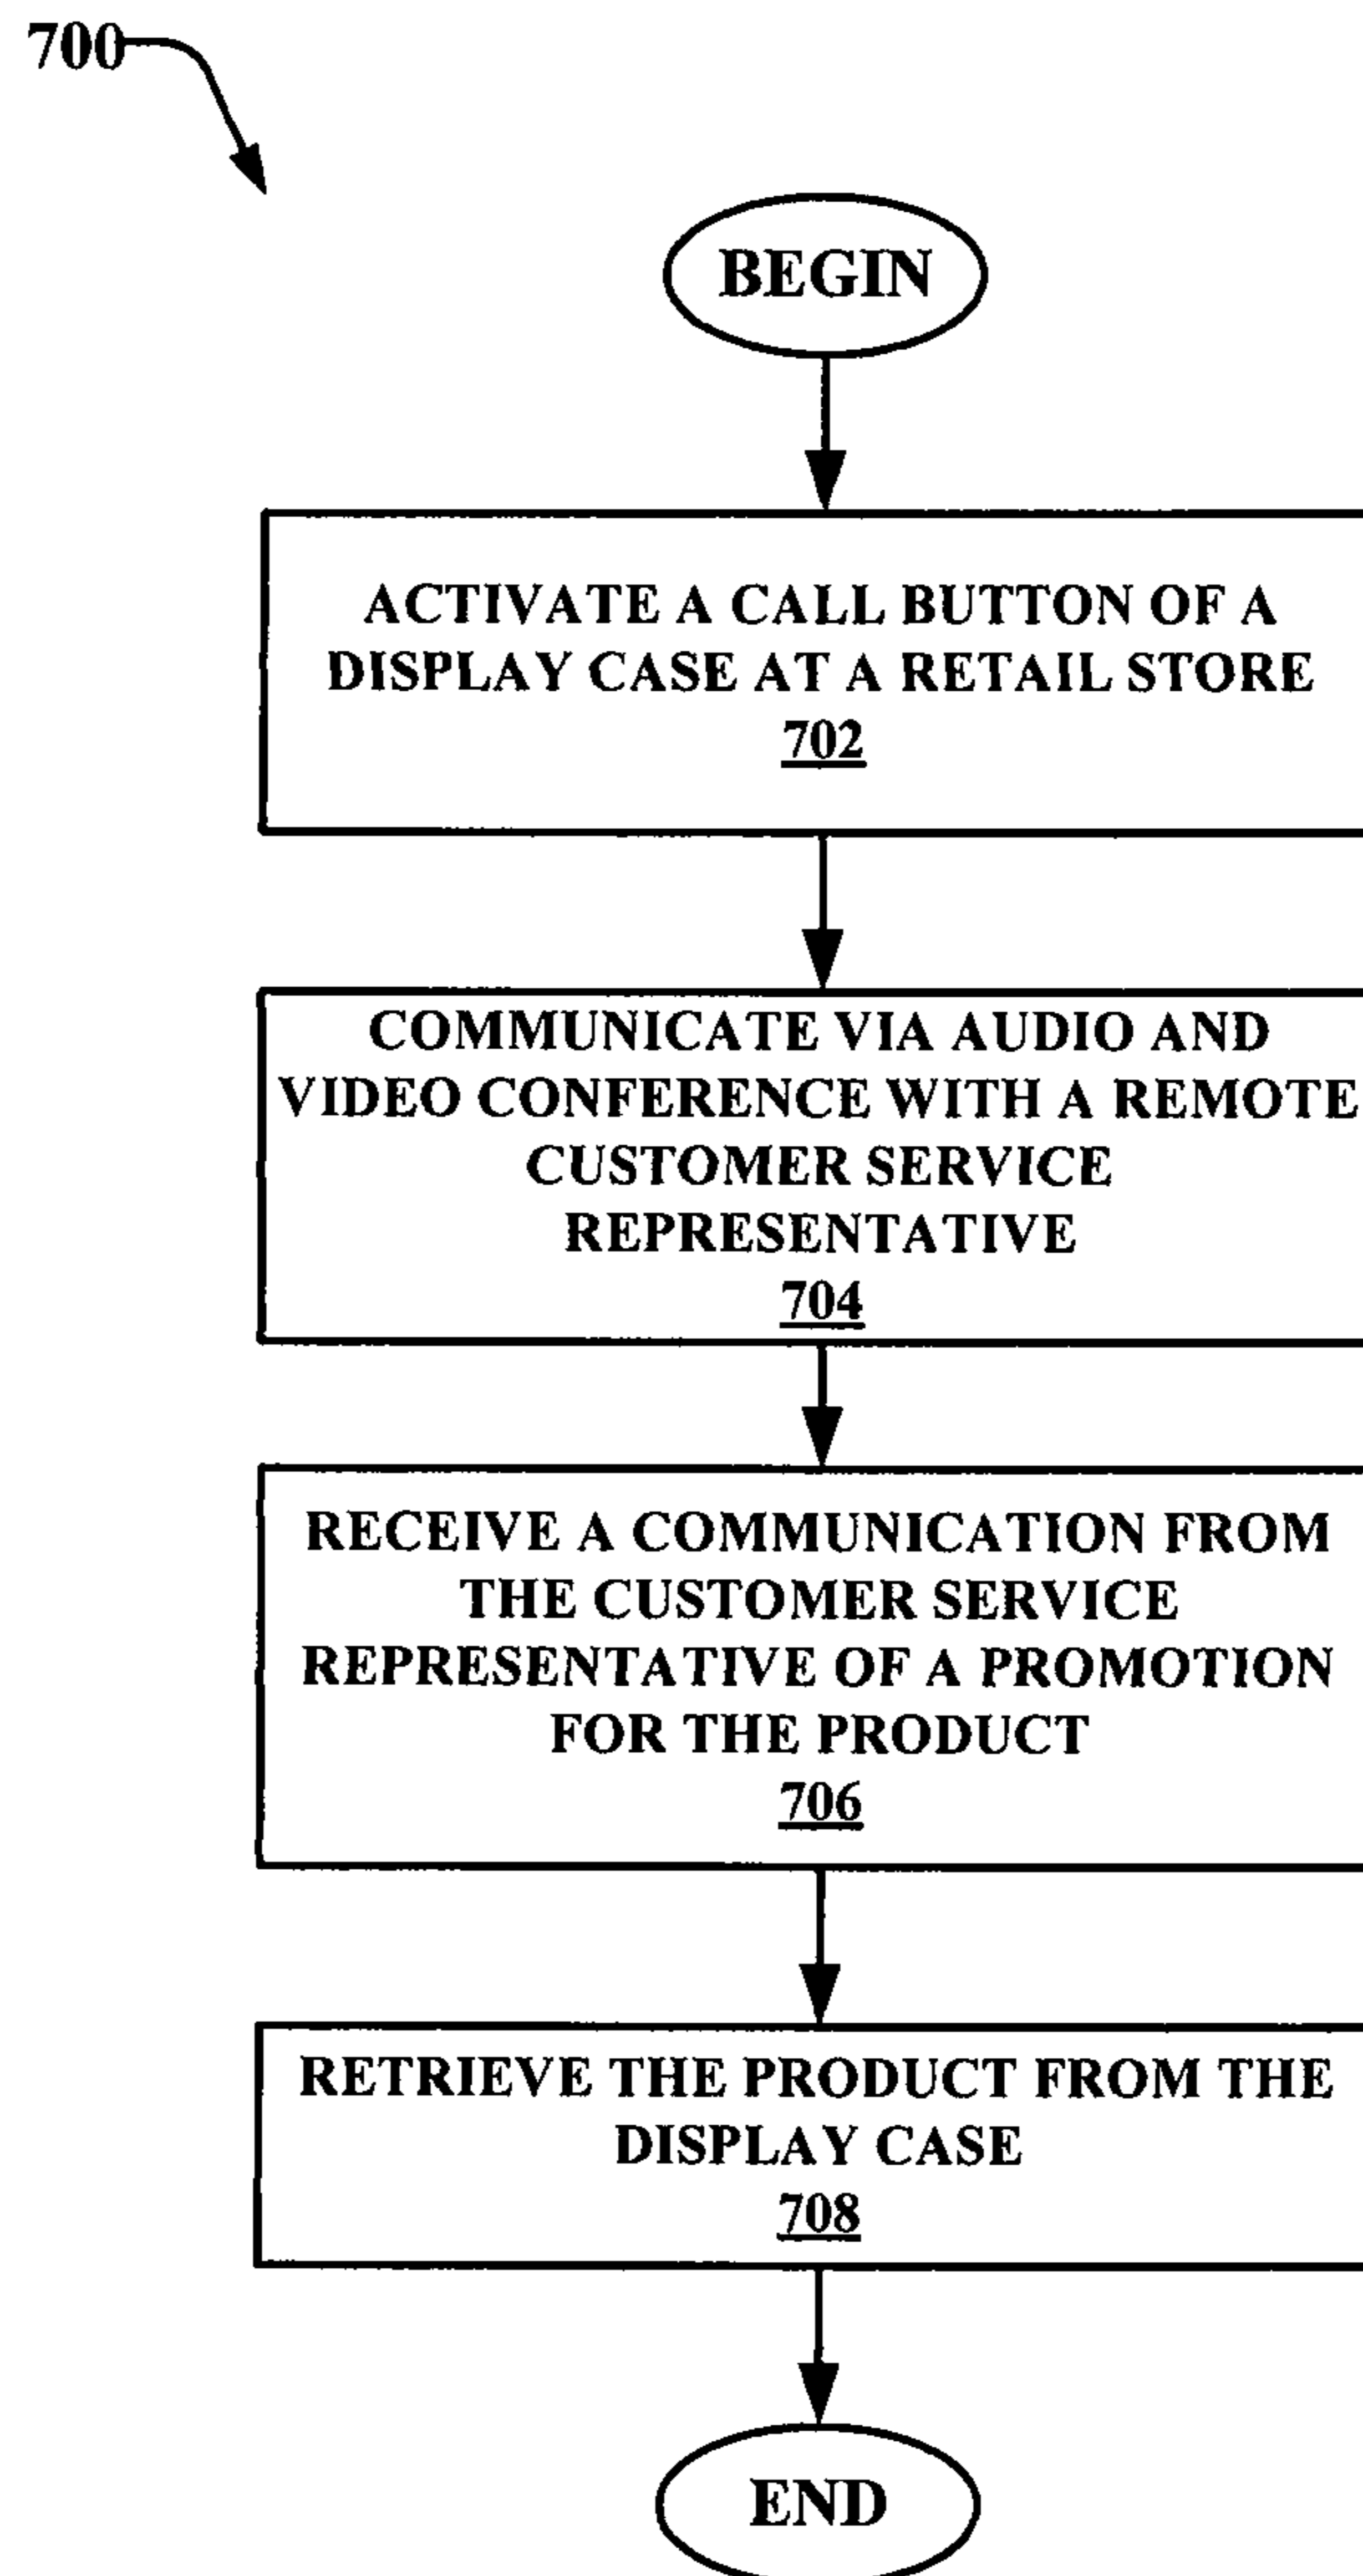 700
BEGIN
ACTIVATE A CALL BUTTON OF A
DISPLAY CASE AT A RETAIL STORE
702
COMMUNICATE VIA AUDIO AND
VIDEO CONFERENCE WITH A REMOTE
CUSTOMER SERVICE
REPRESENTATIVE
704
RECEIVE A COMMUNICATION FROM
THE CUSTOMER SERVICE
REPRESENTATIVE OF A PROMOTION
FOR THE PRODUCT
706
RETRIEVE THE PRODUCT FROM THE
DISPLAY CASE
708
END